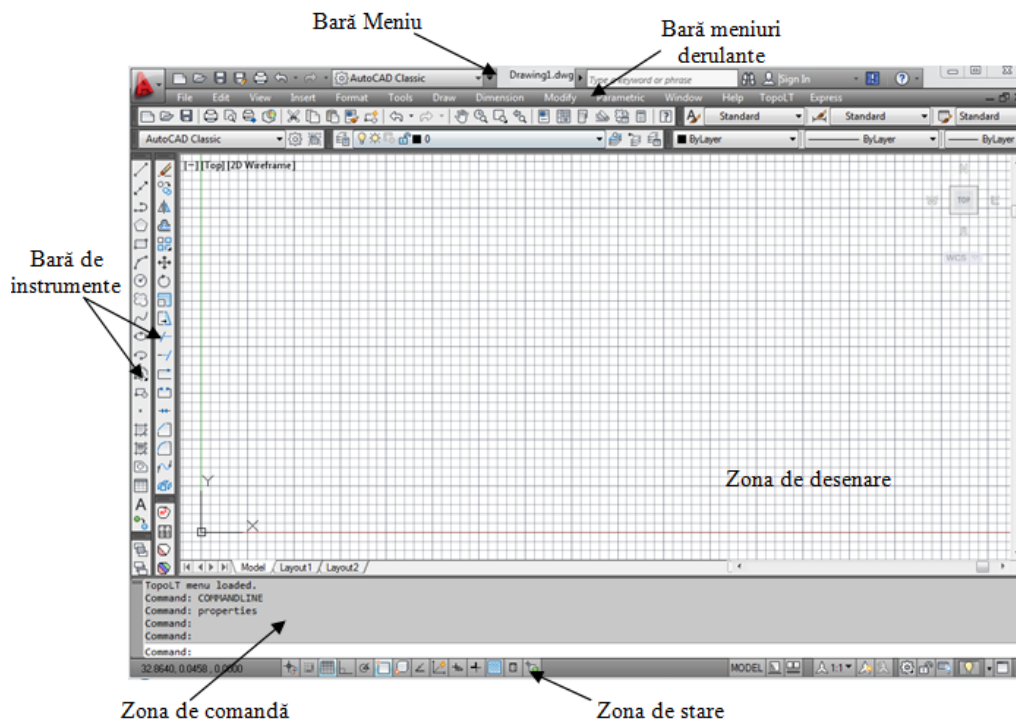 Bară Meniu
Bară meniuri
derulante
AutoCAD Classic
Drawing1.dwg
Type a keyword or phrase
Sign In
File Edit View Insert Format Tools Draw Dimension Modify Parametric Window Help TopoLT Express
Standard
Standard
Standard
AutoCAD Classic
0
ByLayer
ByLayer
ByLayer
[−][Top][2D Wireframe]
TOP
WCS
Bară de
instrumente
Zona de desenare
Y
X
Model Layout1 Layout2
TopoLT menu loaded.
Command: COMMANDLINE
Command: properties
Command:
Command:
Command:
32.8640, 0.0458, 0.0000
MODEL
1:1
Zona de comandă
Zona de stare